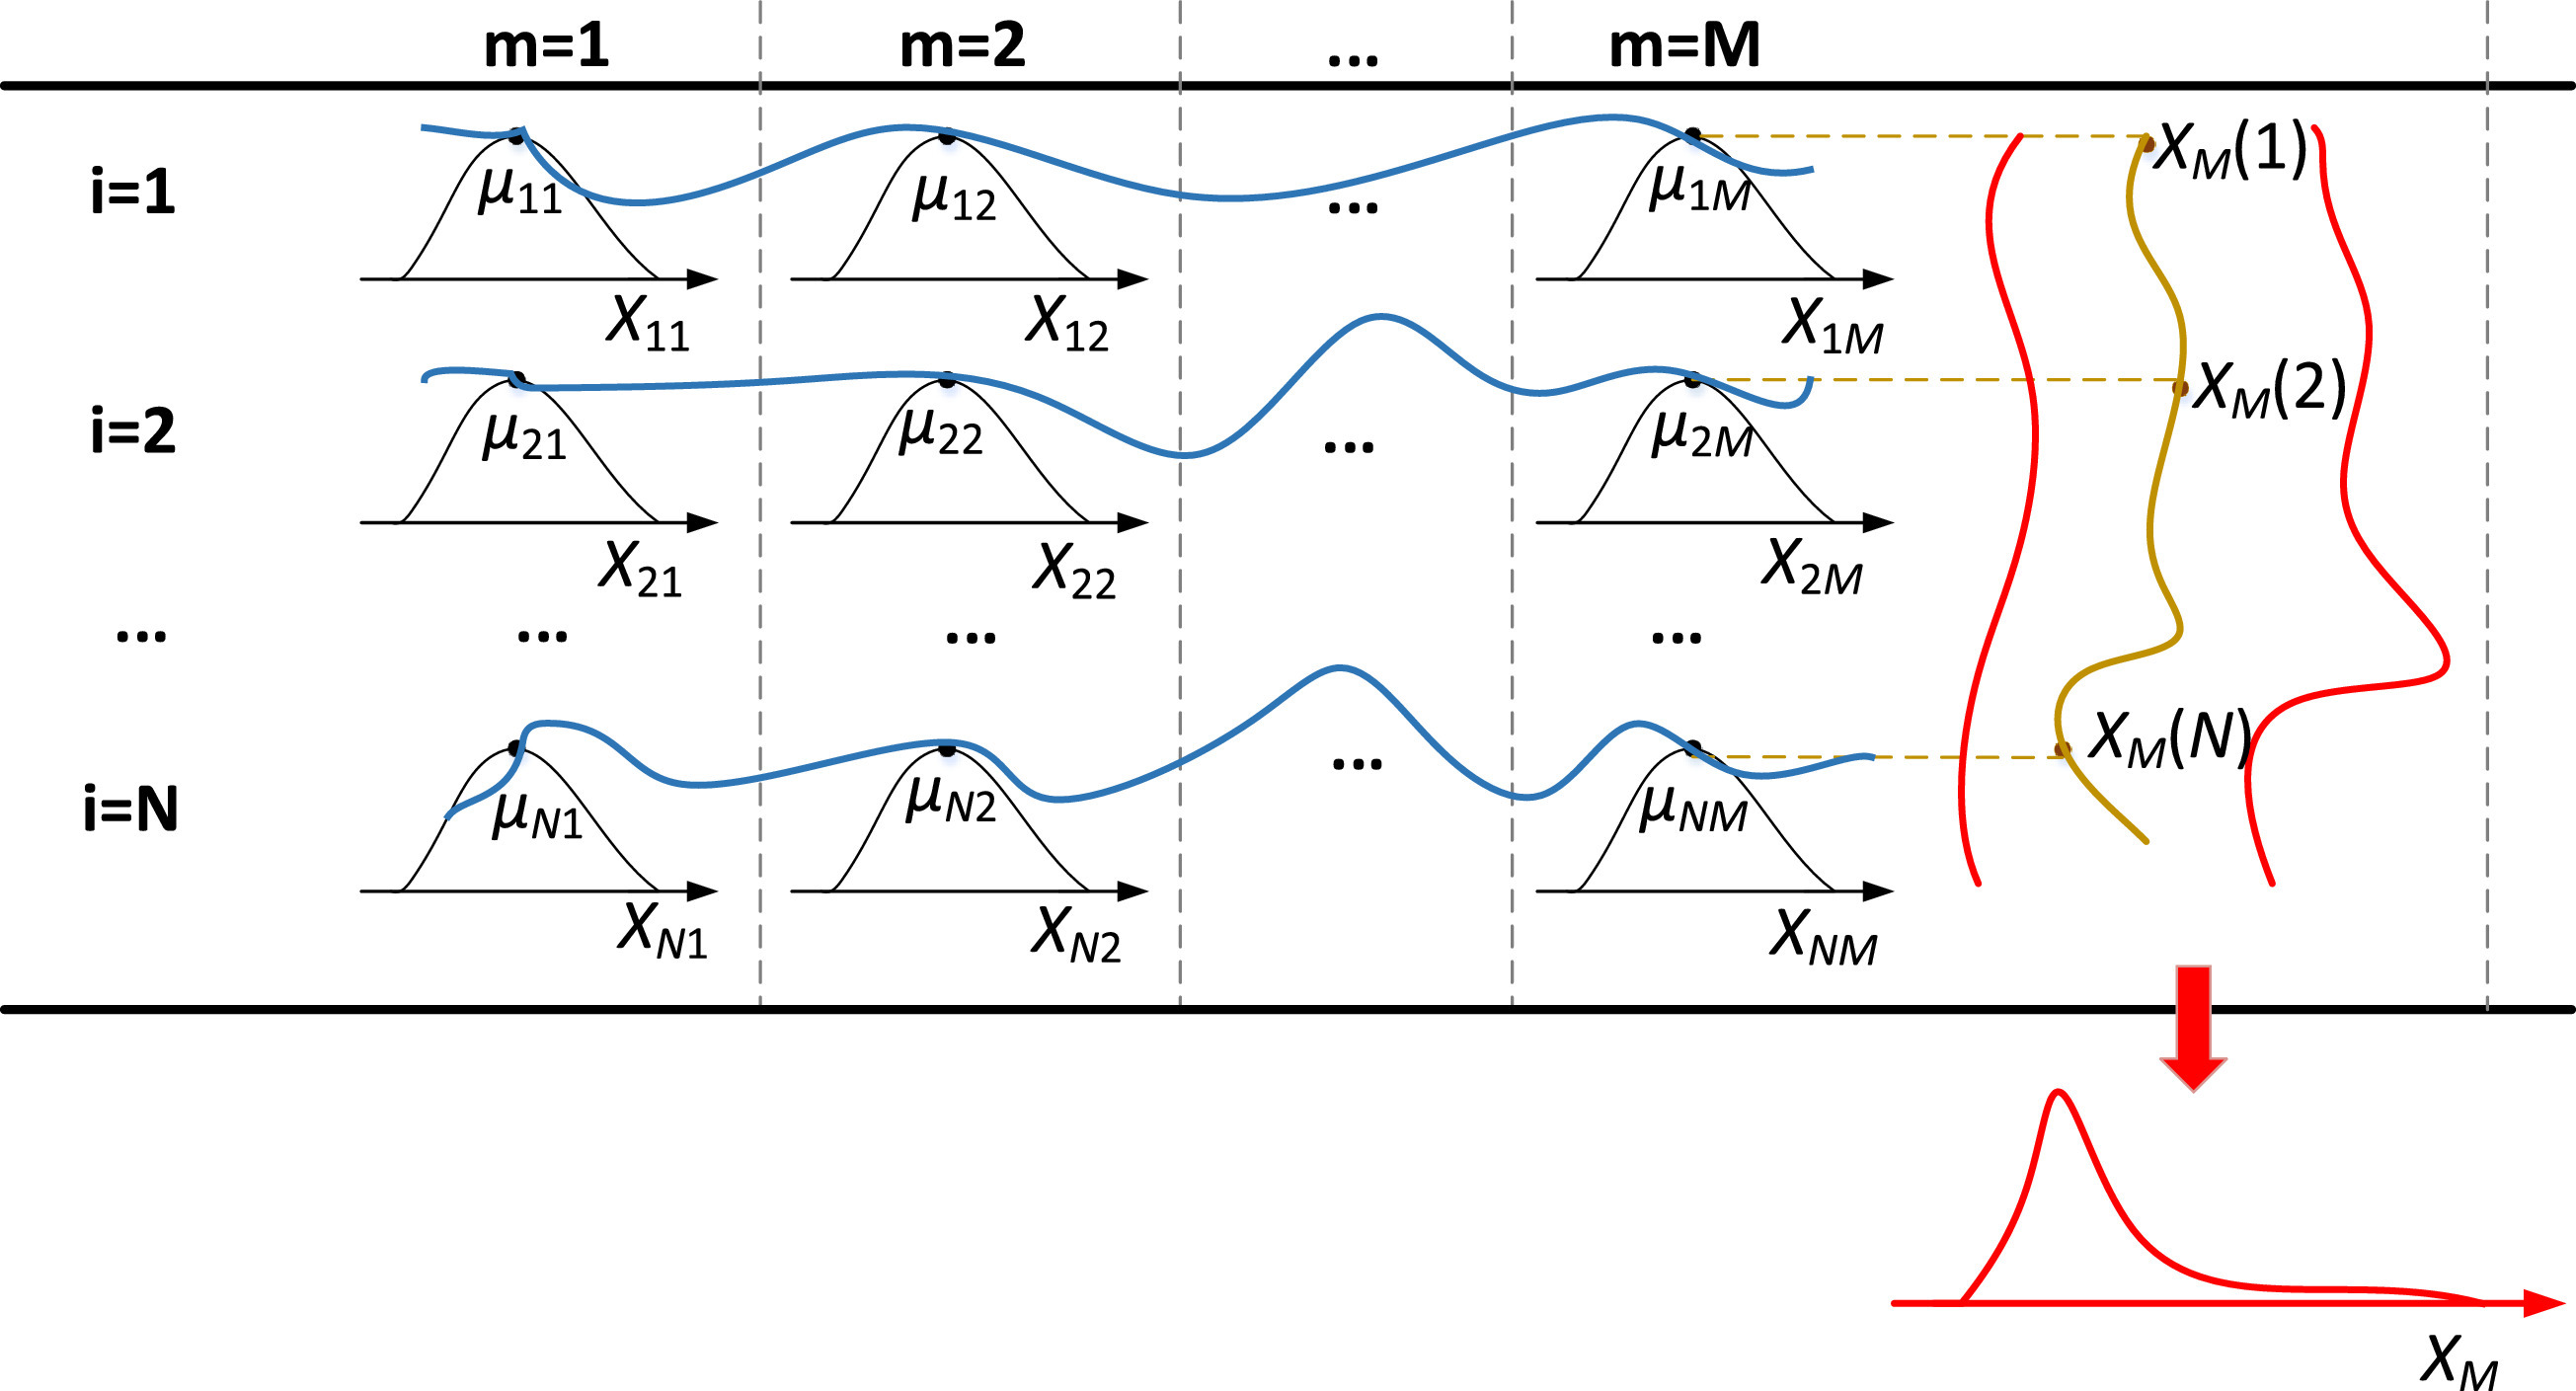 m=1 m=2 ... m=M
i=1 μ11 μ12 ... μ1M XM(1)
X11 X12 X1M
i=2 μ21 μ22 ... μ2M XM(2)
X21 X22 X2M
... ... ... ...
i=N μN1 μN2 ... μNM XM(N)
XN1 XN2 XNM
XM